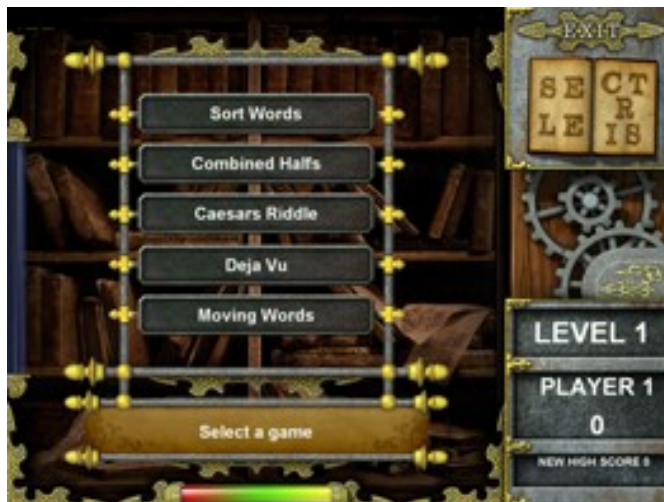 EXIT
SE CT
R
LE IS
Sort Words
Combined Halfs
Caesars Riddle
Deja Vu
Moving Words
Select a game
LEVEL 1
PLAYER 1
0
NEW HIGH SCORE 0